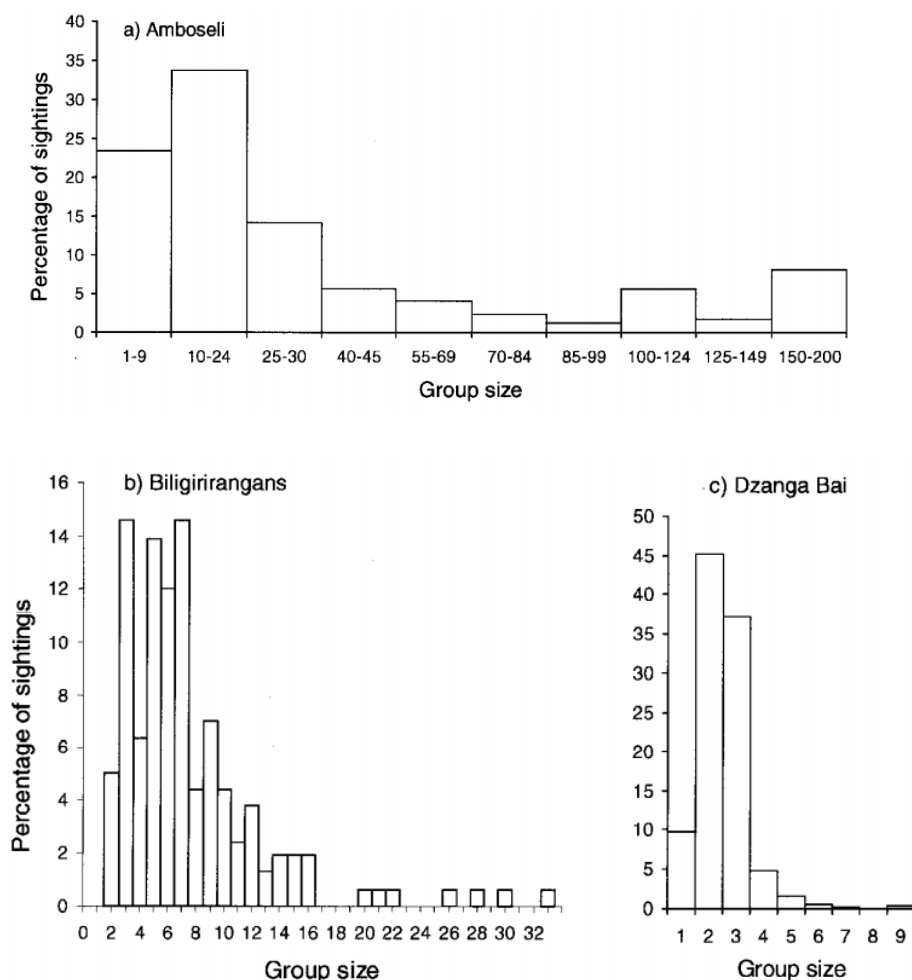 a) Amboseli
40
35
30
25
20
15
10
5
0
Percentage of sightings
1-9 10-24 25-30 40-45 55-69 70-84 85-99 100-124 125-149 150-200
Group size
b) Biligirirangans
16
14
12
10
8
6
4
2
0
Percentage of sightings
0 2 4 6 8 10 12 14 16 18 20 22 24 26 28 30 32
Group size
c) Dzanga Bai
50
45
40
35
30
25
20
15
10
5
0
Percentage of sightings
1 2 3 4 5 6 7 8 9
Group size